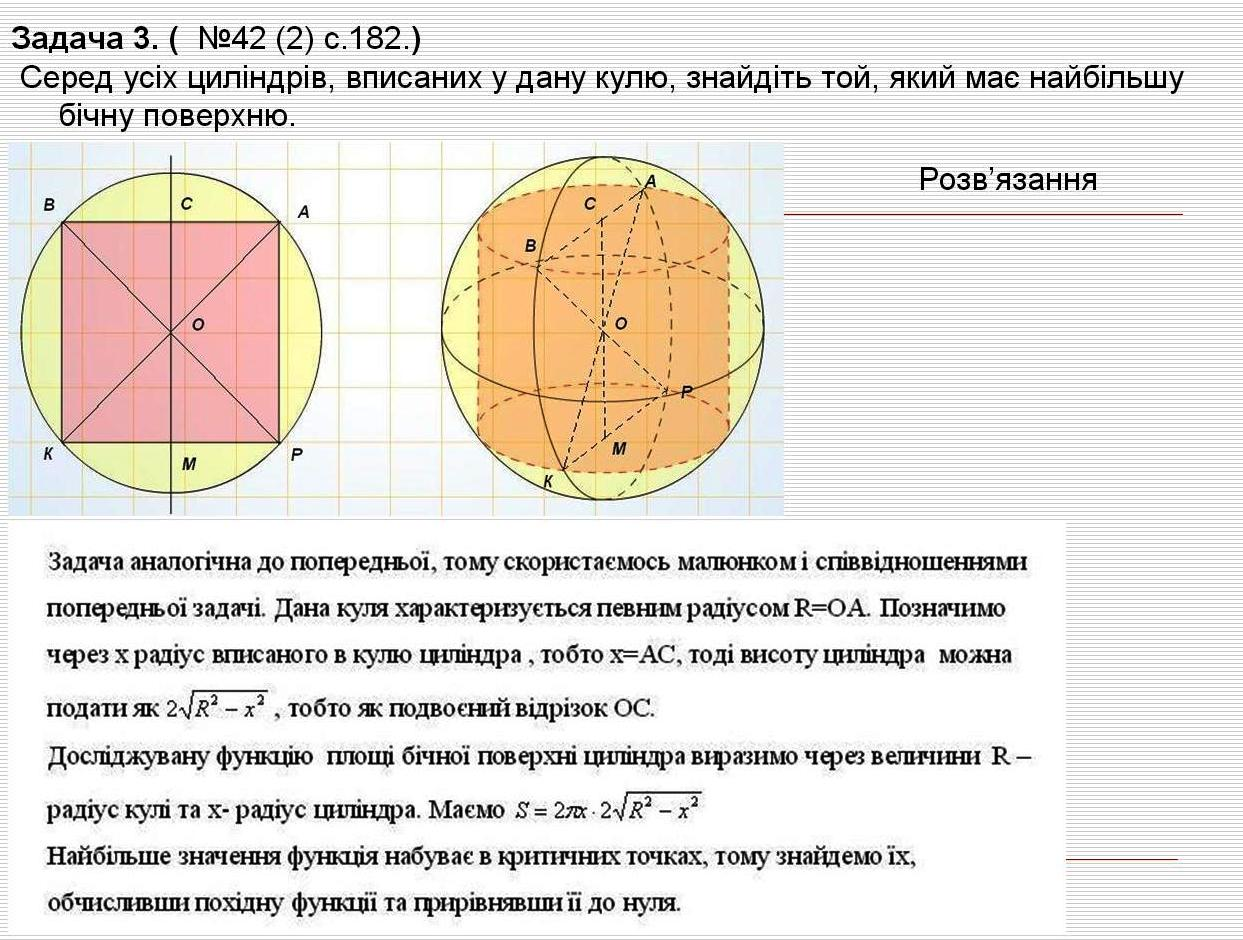 Задача 3. ( №42 (2) с.182.)
Серед усіх циліндрів, вписаних у дану кулю, знайдіть той, який має найбільшу
бічну поверхню.
Розв’язання
B
C
A
O
K
M
P
A
C
B
O
P
M
K
Задача аналогічна до попередньої, тому скористаємось малюнком і співвідношеннями
попередньої задачі. Дана куля характеризується певним радіусом R=OA. Позначимо
через x радіус вписаного в кулю циліндра , тобто x=AC, тоді висоту циліндра можна
подати як 2√(R² – x²) , тобто як подвоєний відрізок OC.
Досліджувану функцію площі бічної поверхні циліндра виразимо через величини R –
радіус кулі та x- радіус циліндра. Маємо S = 2πx · 2√(R² – x²)
Найбільше значення функція набуває в критичних точках, тому знайдемо їх,
обчисливши похідну функції та прирівнявши її до нуля.